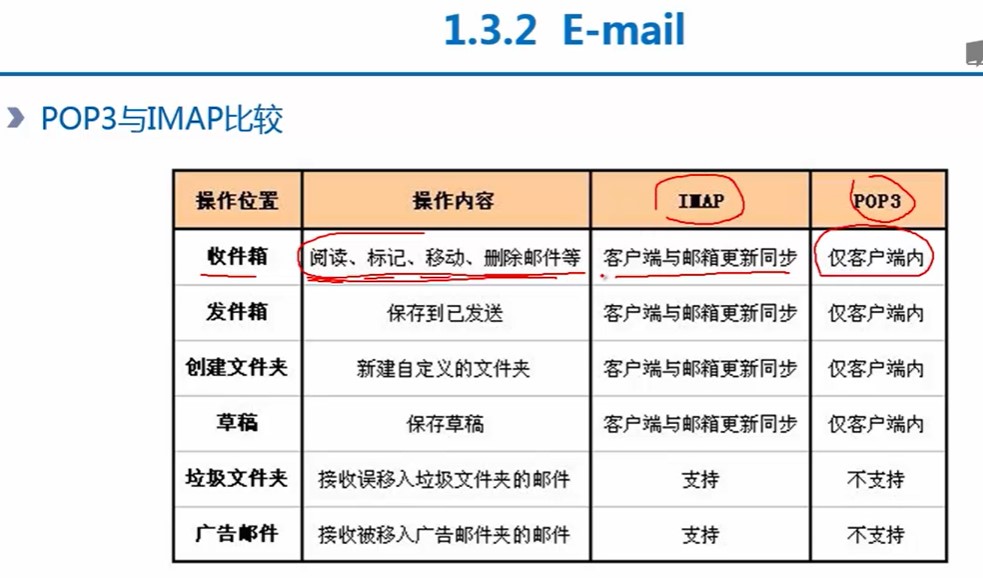 1.3.2 E-mail
POP3与IMAP比较
操作位置 操作内容 IMAP POP3
收件箱 阅读、标记、移动、删除邮件等 客户端与邮箱更新同步 仅客户端内
发件箱 保存到已发送 客户端与邮箱更新同步 仅客户端内
创建文件夹 新建自定义的文件夹 客户端与邮箱更新同步 仅客户端内
草稿 保存草稿 客户端与邮箱更新同步 仅客户端内
垃圾文件夹 接收误移入垃圾文件夹的邮件 支持 不支持
广告邮件 接收被移入广告邮件夹的邮件 支持 不支持